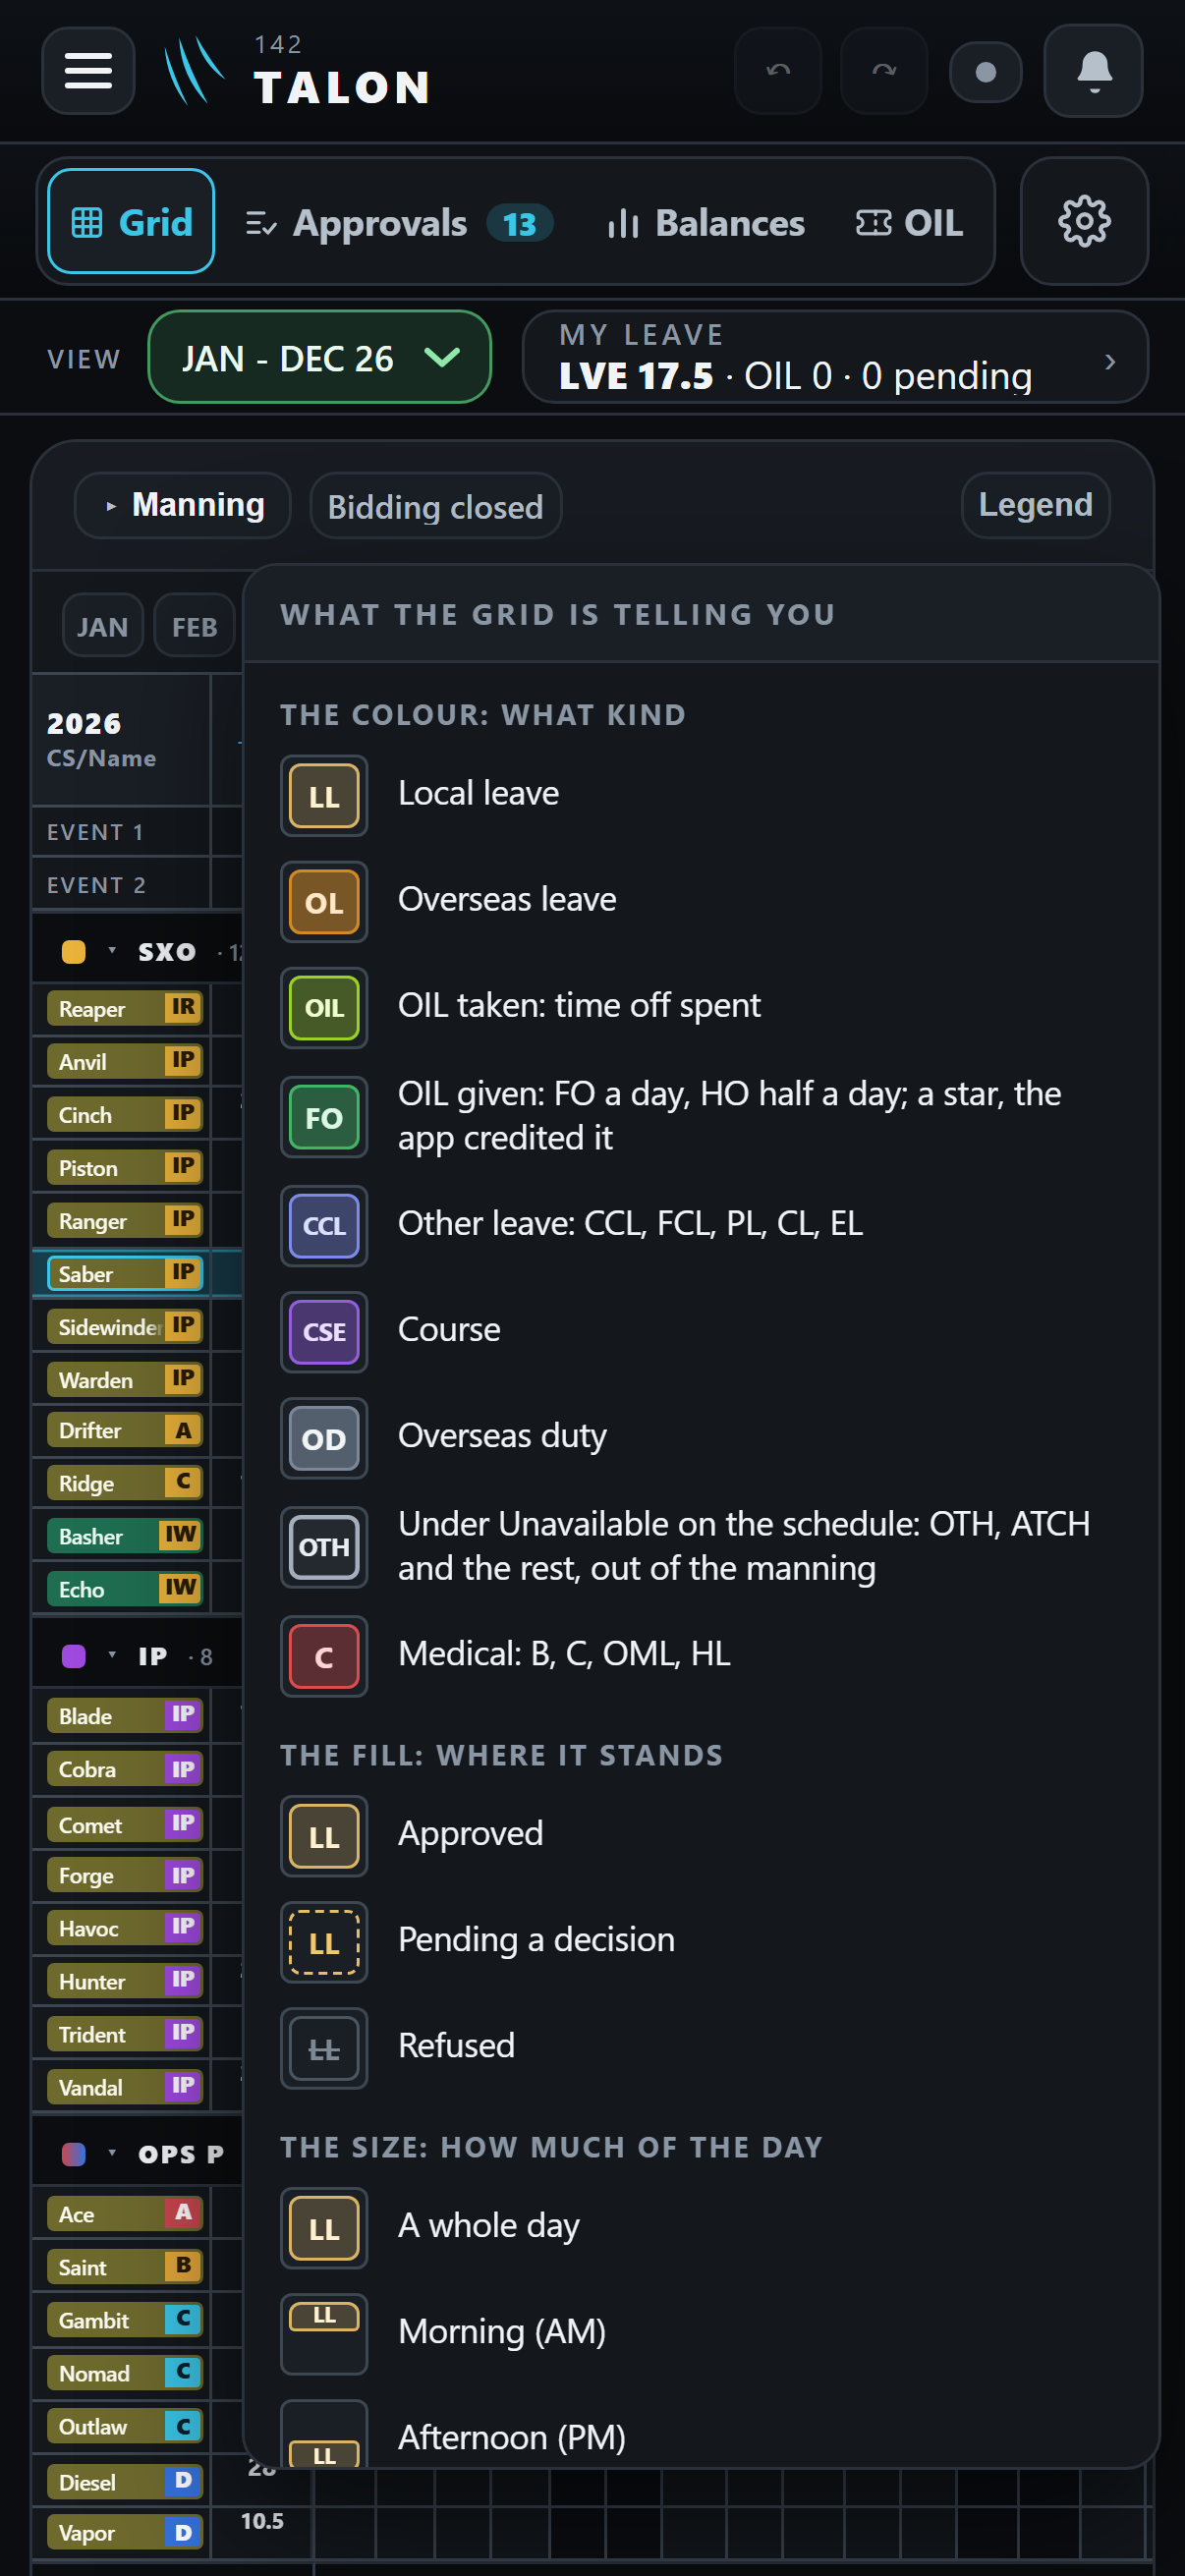 142
TALON
Grid
Approvals 13
Balances
OIL
VIEW
JAN - DEC 26
MY LEAVE
LVE 17.5 · OIL 0 · 0 pending
Manning
Bidding closed
Legend
JAN
FEB
2026
CS/Name
EVENT 1
EVENT 2
SXO
Reaper IR
Anvil IP
Cinch IP
Piston IP
Ranger IP
Saber IP
Sidewinder IP
Warden IP
Drifter A
Ridge C
Basher IW
Echo IW
IP · 8
Blade IP
Cobra IP
Comet IP
Forge IP
Havoc IP
Hunter IP
Trident IP
Vandal IP
OPS P
Ace A
Saint B
Gambit C
Nomad C
Outlaw C
Diesel D
Vapor D 10.5
WHAT THE GRID IS TELLING YOU
THE COLOUR: WHAT KIND
LL Local leave
OL Overseas leave
OIL OIL taken: time off spent
FO OIL given: FO a day, HO half a day; a star, the
app credited it
CCL Other leave: CCL, FCL, PL, CL, EL
CSE Course
OD Overseas duty
OTH Under Unavailable on the schedule: OTH, ATCH
and the rest, out of the manning
C Medical: B, C, OML, HL
THE FILL: WHERE IT STANDS
LL Approved
LL Pending a decision
LL Refused
THE SIZE: HOW MUCH OF THE DAY
LL A whole day
LL Morning (AM)
LL Afternoon (PM)